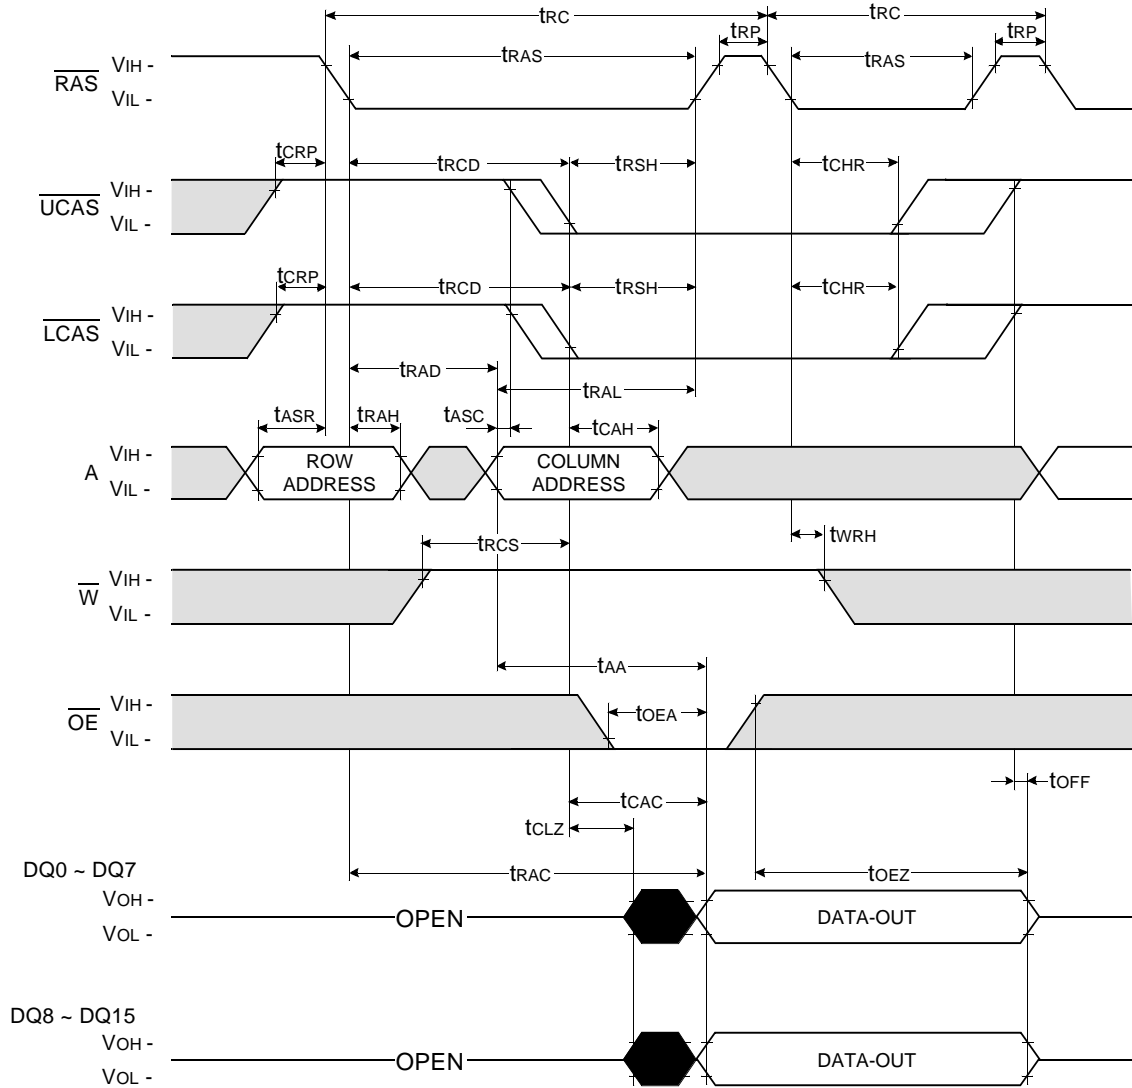 tRC tRC
tRP tRP
tRAS tRAS
RAS VIH -
VIL -
tCRP tRCD tRSH tCHR
UCAS VIH -
VIL -
tCRP tRCD tRSH tCHR
LCAS VIH -
VIL -
tRAD
tRAL
tASR tRAH tASC tCAH
A VIH -
VIL -
ROW
ADDRESS
COLUMN
ADDRESS
tWRH
tRCS
W VIH -
VIL -
tAA
OE VIH -
VIL -
tOEA
tOFF
tCAC
tCLZ
tRAC tOEZ
DQ0 ~ DQ7
VOH -
VOL -
OPEN DATA-OUT
DQ8 ~ DQ15
VOH -
VOL -
OPEN DATA-OUT